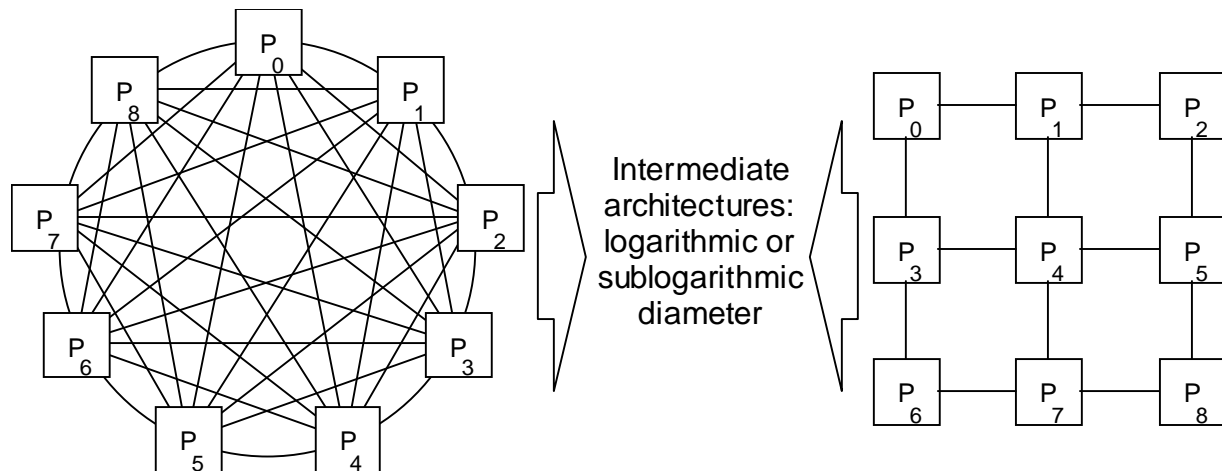 P0
P8
P1
P7
P2
P6
P3
P5
P4
Intermediate
architectures:
logarithmic or
sublogarithmic
diameter
P0
P1
P2
P3
P4
P5
P6
P7
P8